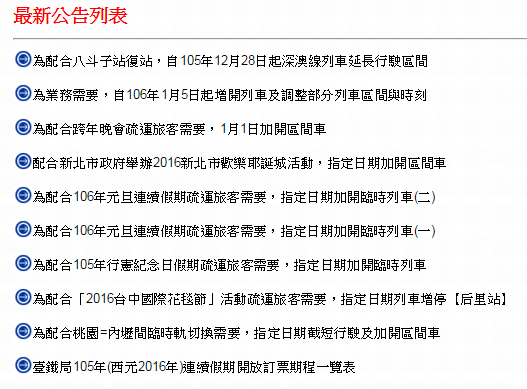 最新公告列表
為配合八斗子站復站，自105年12月28日起深澳線列車延長行駛區間
為業務需要，自106年1月5日起增開列車及調整部分列車區間與時刻
為配合跨年晚會疏運旅客需要，1月1日加開區間車
配合新北市政府舉辦2016新北市歡樂耶誕城活動，指定日期加開區間車
為配合106年元旦連續假期疏運旅客需要，指定日期加開臨時列車(二)
為配合106年元旦連續假期疏運旅客需要，指定日期加開臨時列車(一)
為配合105年行憲紀念日假期疏運旅客需要，指定日期加開臨時列車
為配合「2016台中國際花毯節」活動疏運旅客需要，指定日期列車增停【后里站】
為配合桃園=內壢間臨時軌切換需要，指定日期截短行駛及加開區間車
臺鐵局105年(西元2016年)連續假期開放訂票期程一覽表